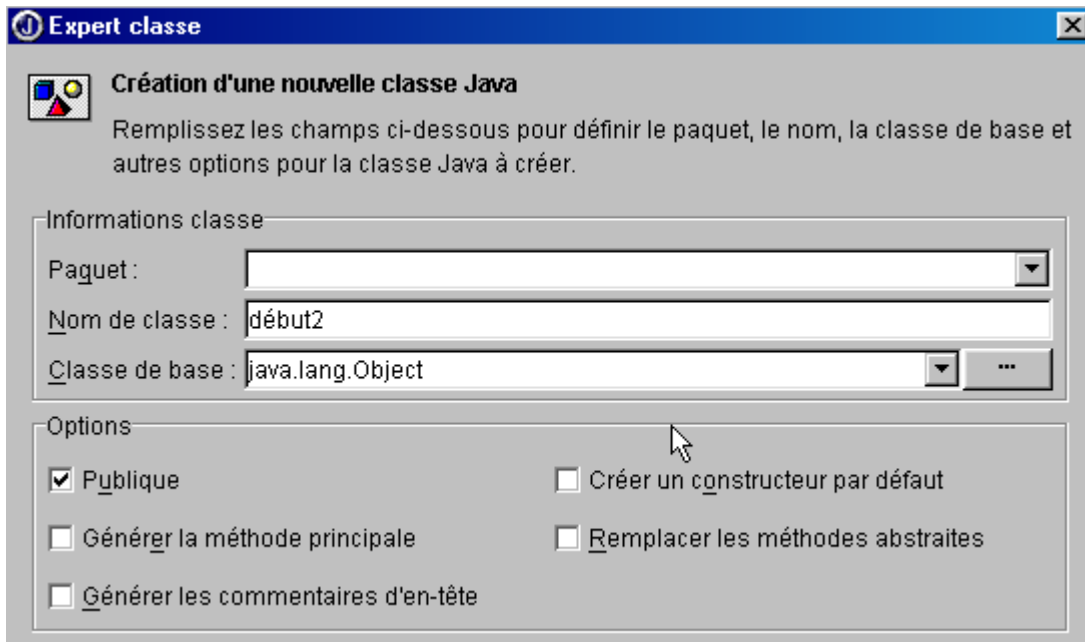 Expert classe
Création d'une nouvelle classe Java
Remplissez les champs ci-dessous pour définir le paquet, le nom, la classe de base et
autres options pour la classe Java à créer.
Informations classe
Paquet :
Nom de classe : début2
Classe de base : java.lang.Object ...
Options
Publique Créer un constructeur par défaut
Générer la méthode principale Remplacer les méthodes abstraites
Générer les commentaires d'en-tête